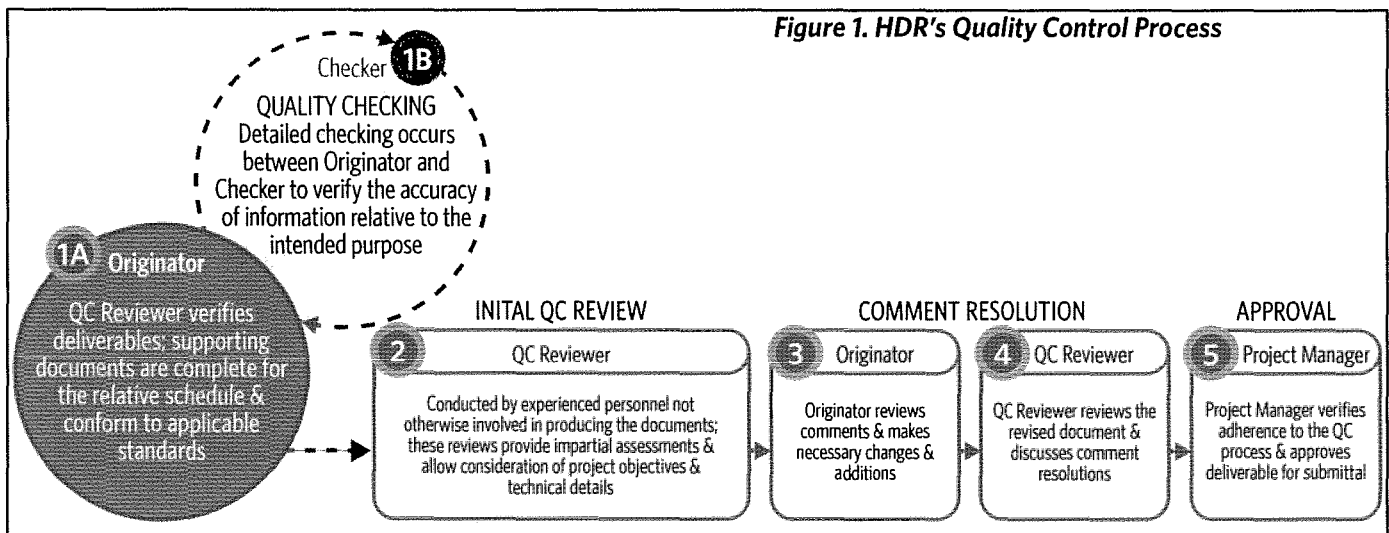 Figure 1. HDR's Quality Control Process
Checker
1B
QUALITY CHECKING
Detailed checking occurs
between Originator and
Checker to verify the accuracy
of information relative to the
intended purpose
1A
Originator
QC Reviewer verifies
deliverables; supporting
documents are complete for
the relative schedule &
conform to applicable
standards
INITAL QC REVIEW
2
QC Reviewer
Conducted by experienced personnel not
otherwise involved in producing the documents;
these reviews provide impartial assessments &
allow consideration of project objectives &
technical details
COMMENT RESOLUTION
3
Originator
Originator reviews
comments & makes
necessary changes &
additions
4
QC Reviewer
QC Reviewer reviews the
revised document &
discusses comment
resolutions
APPROVAL
5
Project Manager
Project Manager verifies
adherence to the QC
process & approves
deliverable for submittal